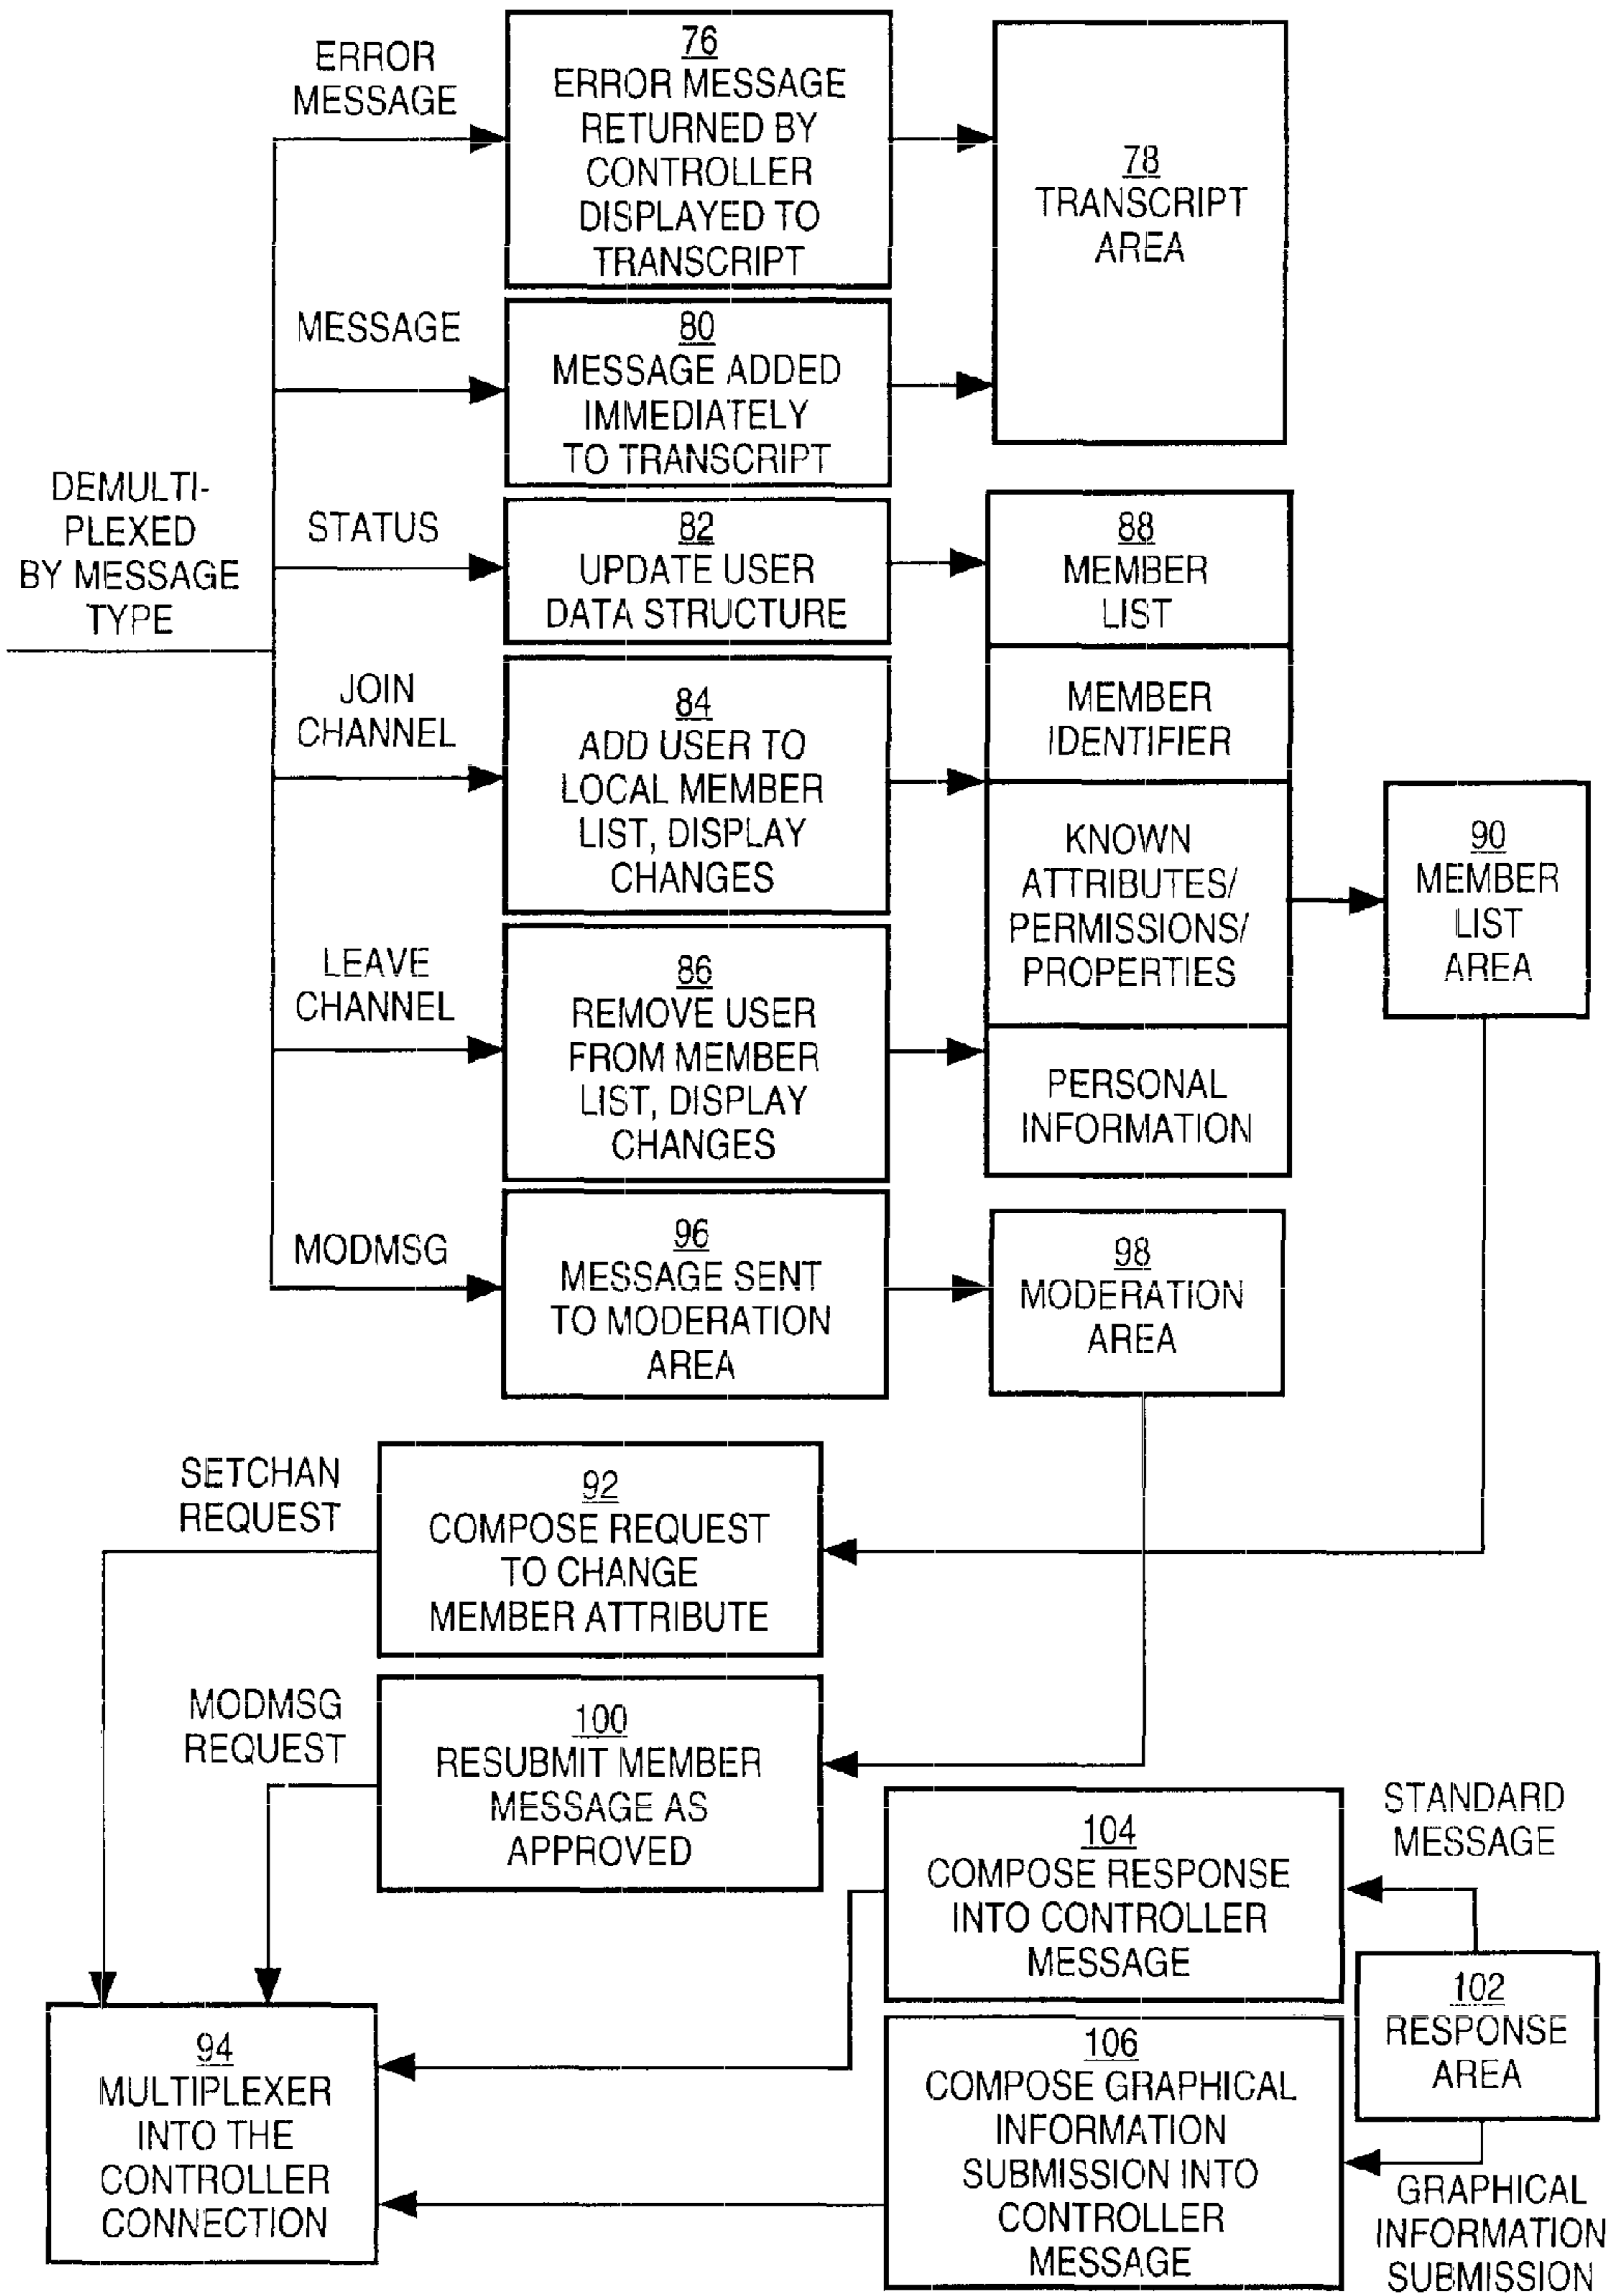 ERROR
MESSAGE
76
ERROR MESSAGE
RETURNED BY
CONTROLLER
DISPLAYED TO
TRANSCRIPT
78
TRANSCRIPT
AREA
MESSAGE
80
MESSAGE ADDED
IMMEDIATELY
TO TRANSCRIPT
DEMULTI-
PLEXED
BY MESSAGE
TYPE
STATUS
82
UPDATE USER
DATA STRUCTURE
88
MEMBER
LIST
JOIN
CHANNEL
84
ADD USER TO
LOCAL MEMBER
LIST, DISPLAY
CHANGES
MEMBER
IDENTIFIER
KNOWN
ATTRIBUTES/
PERMISSIONS/
PROPERTIES
90
MEMBER
LIST
AREA
LEAVE
CHANNEL
86
REMOVE USER
FROM MEMBER
LIST, DISPLAY
CHANGES
PERSONAL
INFORMATION
MODMSG
96
MESSAGE SENT
TO MODERATION
AREA
98
MODERATION
AREA
SETCHAN
REQUEST
92
COMPOSE REQUEST
TO CHANGE
MEMBER ATTRIBUTE
MODMSG
REQUEST
100
RESUBMIT MEMBER
MESSAGE AS
APPROVED
104
COMPOSE RESPONSE
INTO CONTROLLER
MESSAGE
STANDARD
MESSAGE
102
RESPONSE
AREA
94
MULTIPLEXER
INTO THE
CONTROLLER
CONNECTION
106
COMPOSE GRAPHICAL
INFORMATION
SUBMISSION INTO
CONTROLLER
MESSAGE
GRAPHICAL
INFORMATION
SUBMISSION